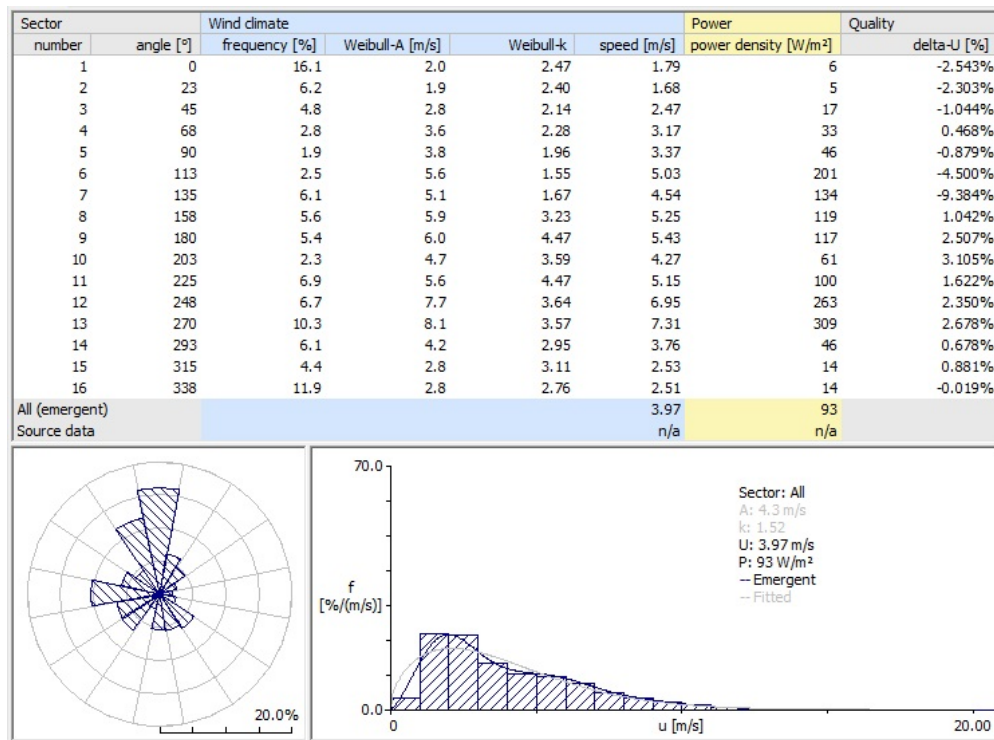 Sector Wind climate Power Quality
number angle [°] frequency [%] Weibull-A [m/s] Weibull-k speed [m/s] power density [W/m²] delta-U [%]
1 0 16.1 2.0 2.47 1.79 6 -2.543%
2 23 6.2 1.9 2.40 1.68 5 -2.303%
3 45 4.8 2.8 2.14 2.47 17 -1.044%
4 68 2.8 3.6 2.28 3.17 33 0.468%
5 90 1.9 3.8 1.96 3.37 46 -0.879%
6 113 2.5 5.6 1.55 5.03 201 -4.500%
7 135 6.1 5.1 1.67 4.54 134 -9.384%
8 158 5.6 5.9 3.23 5.25 119 1.042%
9 180 5.4 6.0 4.47 5.43 117 2.507%
10 203 2.3 4.7 3.59 4.27 61 3.105%
11 225 6.9 5.6 4.47 5.15 100 1.622%
12 248 6.7 7.7 3.64 6.95 263 2.350%
13 270 10.3 8.1 3.57 7.31 309 2.678%
14 293 6.1 4.2 2.95 3.76 46 0.678%
15 315 4.4 2.8 3.11 2.53 14 0.881%
16 338 11.9 2.8 2.76 2.51 14 -0.019%
All (emergent) 3.97 93
Source data n/a n/a
20.0%
70.0
Sector: All
A: 4.3 m/s
k: 1.52
U: 3.97 m/s
P: 93 W/m²
-- Emergent
-- Fitted
f
[%/(m/s)]
0.0
0 u [m/s] 20.00